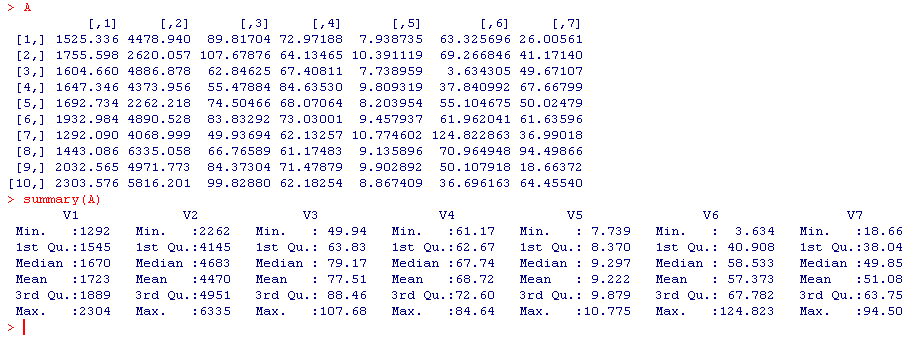 > A
[,1] [,2] [,3] [,4] [,5] [,6] [,7]
[1,] 1525.336 4478.940 89.81704 72.97188 7.938735 63.325696 26.00561
[2,] 1755.598 2620.057 107.67876 64.13465 10.391119 69.266846 41.17140
[3,] 1604.660 4886.878 62.84625 67.40811 7.738959 3.634305 49.67107
[4,] 1647.346 4373.956 55.47884 84.63530 9.809319 37.840992 67.66799
[5,] 1692.734 2262.218 74.50466 68.07064 8.203954 55.104675 50.02479
[6,] 1932.984 4890.528 83.83292 73.03001 9.457937 61.962041 61.63596
[7,] 1292.090 4068.999 49.93694 62.13257 10.774602 124.822863 36.99018
[8,] 1443.086 6335.058 66.76589 61.17483 9.135896 70.964948 94.49866
[9,] 2032.565 4971.773 84.37304 71.47879 9.902892 50.107918 18.66372
[10,] 2303.576 5816.201 99.82880 62.18254 8.867409 36.696163 64.45540
> summary(A)
V1 V2 V3 V4 V5 V6 V7
Min. :1292 Min. :2262 Min. : 49.94 Min. :61.17 Min. : 7.739 Min. : 3.634 Min. :18.66
1st Qu.:1545 1st Qu.:4145 1st Qu.: 63.83 1st Qu.:62.67 1st Qu.: 8.370 1st Qu.: 40.908 1st Qu.:38.04
Median :1670 Median :4683 Median : 79.17 Median :67.74 Median : 9.297 Median : 58.533 Median :49.85
Mean :1723 Mean :4470 Mean : 77.51 Mean :68.72 Mean : 9.222 Mean : 57.373 Mean :51.08
3rd Qu.:1889 3rd Qu.:4951 3rd Qu.: 88.46 3rd Qu.:72.60 3rd Qu.: 9.879 3rd Qu.: 67.782 3rd Qu.:63.75
Max. :2304 Max. :6335 Max. :107.68 Max. :84.64 Max. :10.775 Max. :124.823 Max. :94.50
>